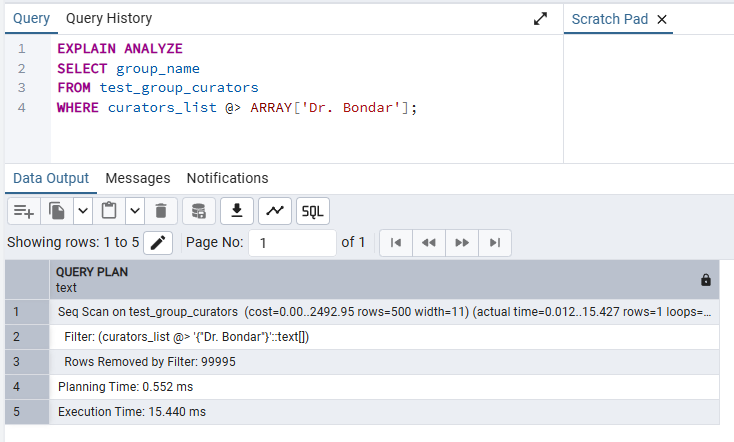 Query Query History Scratch Pad ×
1 EXPLAIN ANALYZE
2 SELECT group_name
3 FROM test_group_curators
4 WHERE curators_list @> ARRAY['Dr. Bondar'];
Data Output Messages Notifications
SQL
Showing rows: 1 to 5 Page No: 1 of 1
QUERY PLAN
text
1 Seq Scan on test_group_curators (cost=0.00..2492.95 rows=500 width=11) (actual time=0.012..15.427 rows=1 loops=...
2 Filter: (curators_list @> '{"Dr. Bondar"}'::text[])
3 Rows Removed by Filter: 99995
4 Planning Time: 0.552 ms
5 Execution Time: 15.440 ms